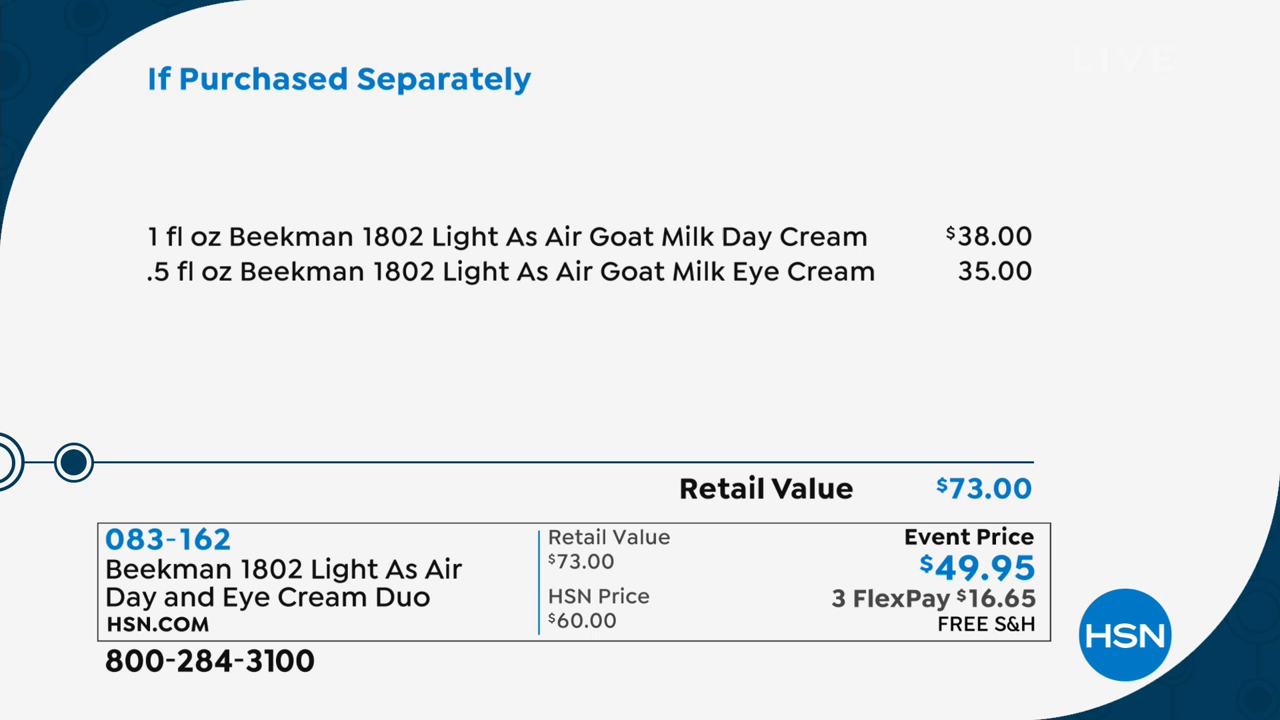 LIVE
If Purchased Separately
1 fl oz Beekman 1802 Light As Air Goat Milk Day Cream $38.00
.5 fl oz Beekman 1802 Light As Air Goat Milk Eye Cream 35.00
Retail Value $73.00
083-162
Beekman 1802 Light As Air
Day and Eye Cream Duo
HSN.COM
Retail Value
$73.00
HSN Price
$60.00
Event Price
$49.95
3 FlexPay $16.65
FREE S&H
HSN
800-284-3100